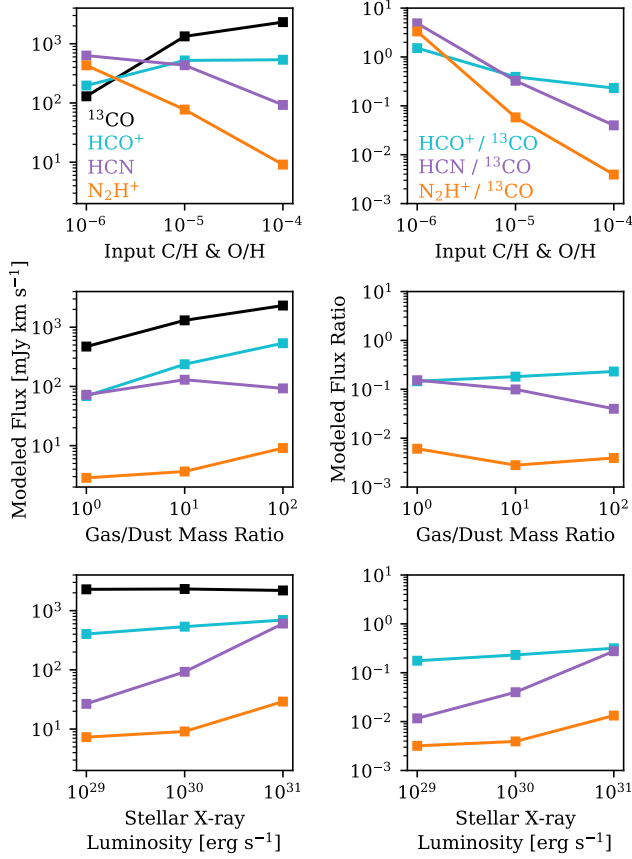 10³
10²
10¹
¹³CO
HCO⁺
HCN
N₂H⁺
10⁻⁶
10⁻⁵
10⁻⁴
Input C/H & O/H
10¹
10⁰
10⁻¹
10⁻²
10⁻³
HCO⁺/ ¹³CO
HCN / ¹³CO
N₂H⁺/ ¹³CO
10⁻⁶
10⁻⁵
10⁻⁴
Input C/H & O/H
Modeled Flux [mJy km s⁻¹]
10³
10²
10¹
10⁰
10¹
10²
Gas/Dust Mass Ratio
Modeled Flux Ratio
10¹
10⁰
10⁻¹
10⁻²
10⁻³
10⁰
10¹
10²
Gas/Dust Mass Ratio
10³
10²
10¹
10²⁹
10³⁰
10³¹
Stellar X-ray
Luminosity [erg s⁻¹]
10¹
10⁰
10⁻¹
10⁻²
10⁻³
10²⁹
10³⁰
10³¹
Stellar X-ray
Luminosity [erg s⁻¹]